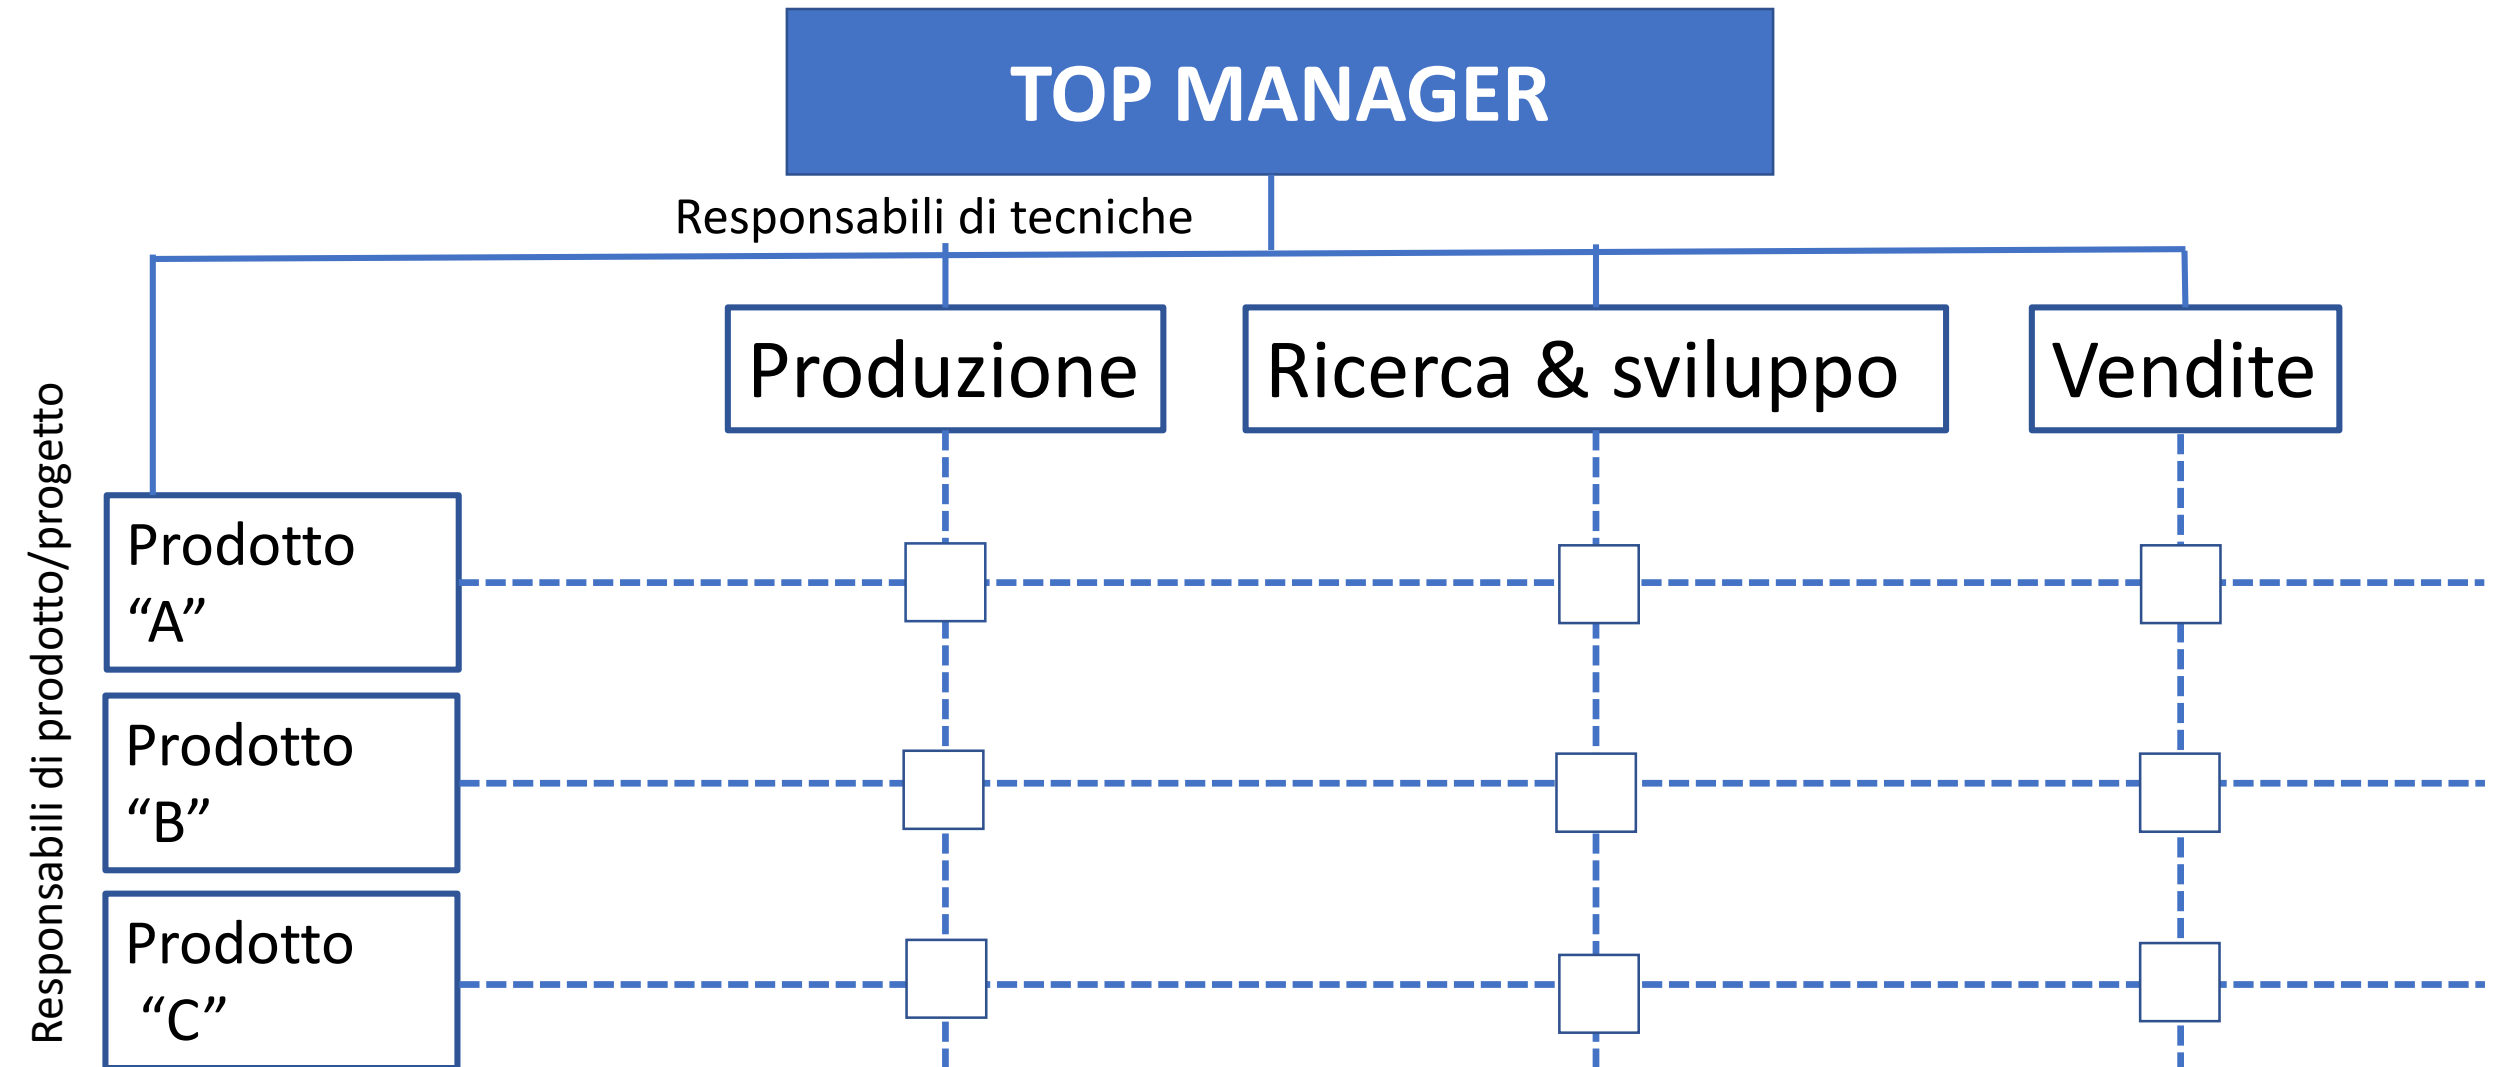 TOP MANAGER
Responsabili di tecniche
Produzione
Ricerca & sviluppo
Vendite
Responsabili di prodotto/progetto
Prodotto
“A”
Prodotto
“B”
Prodotto
“C”